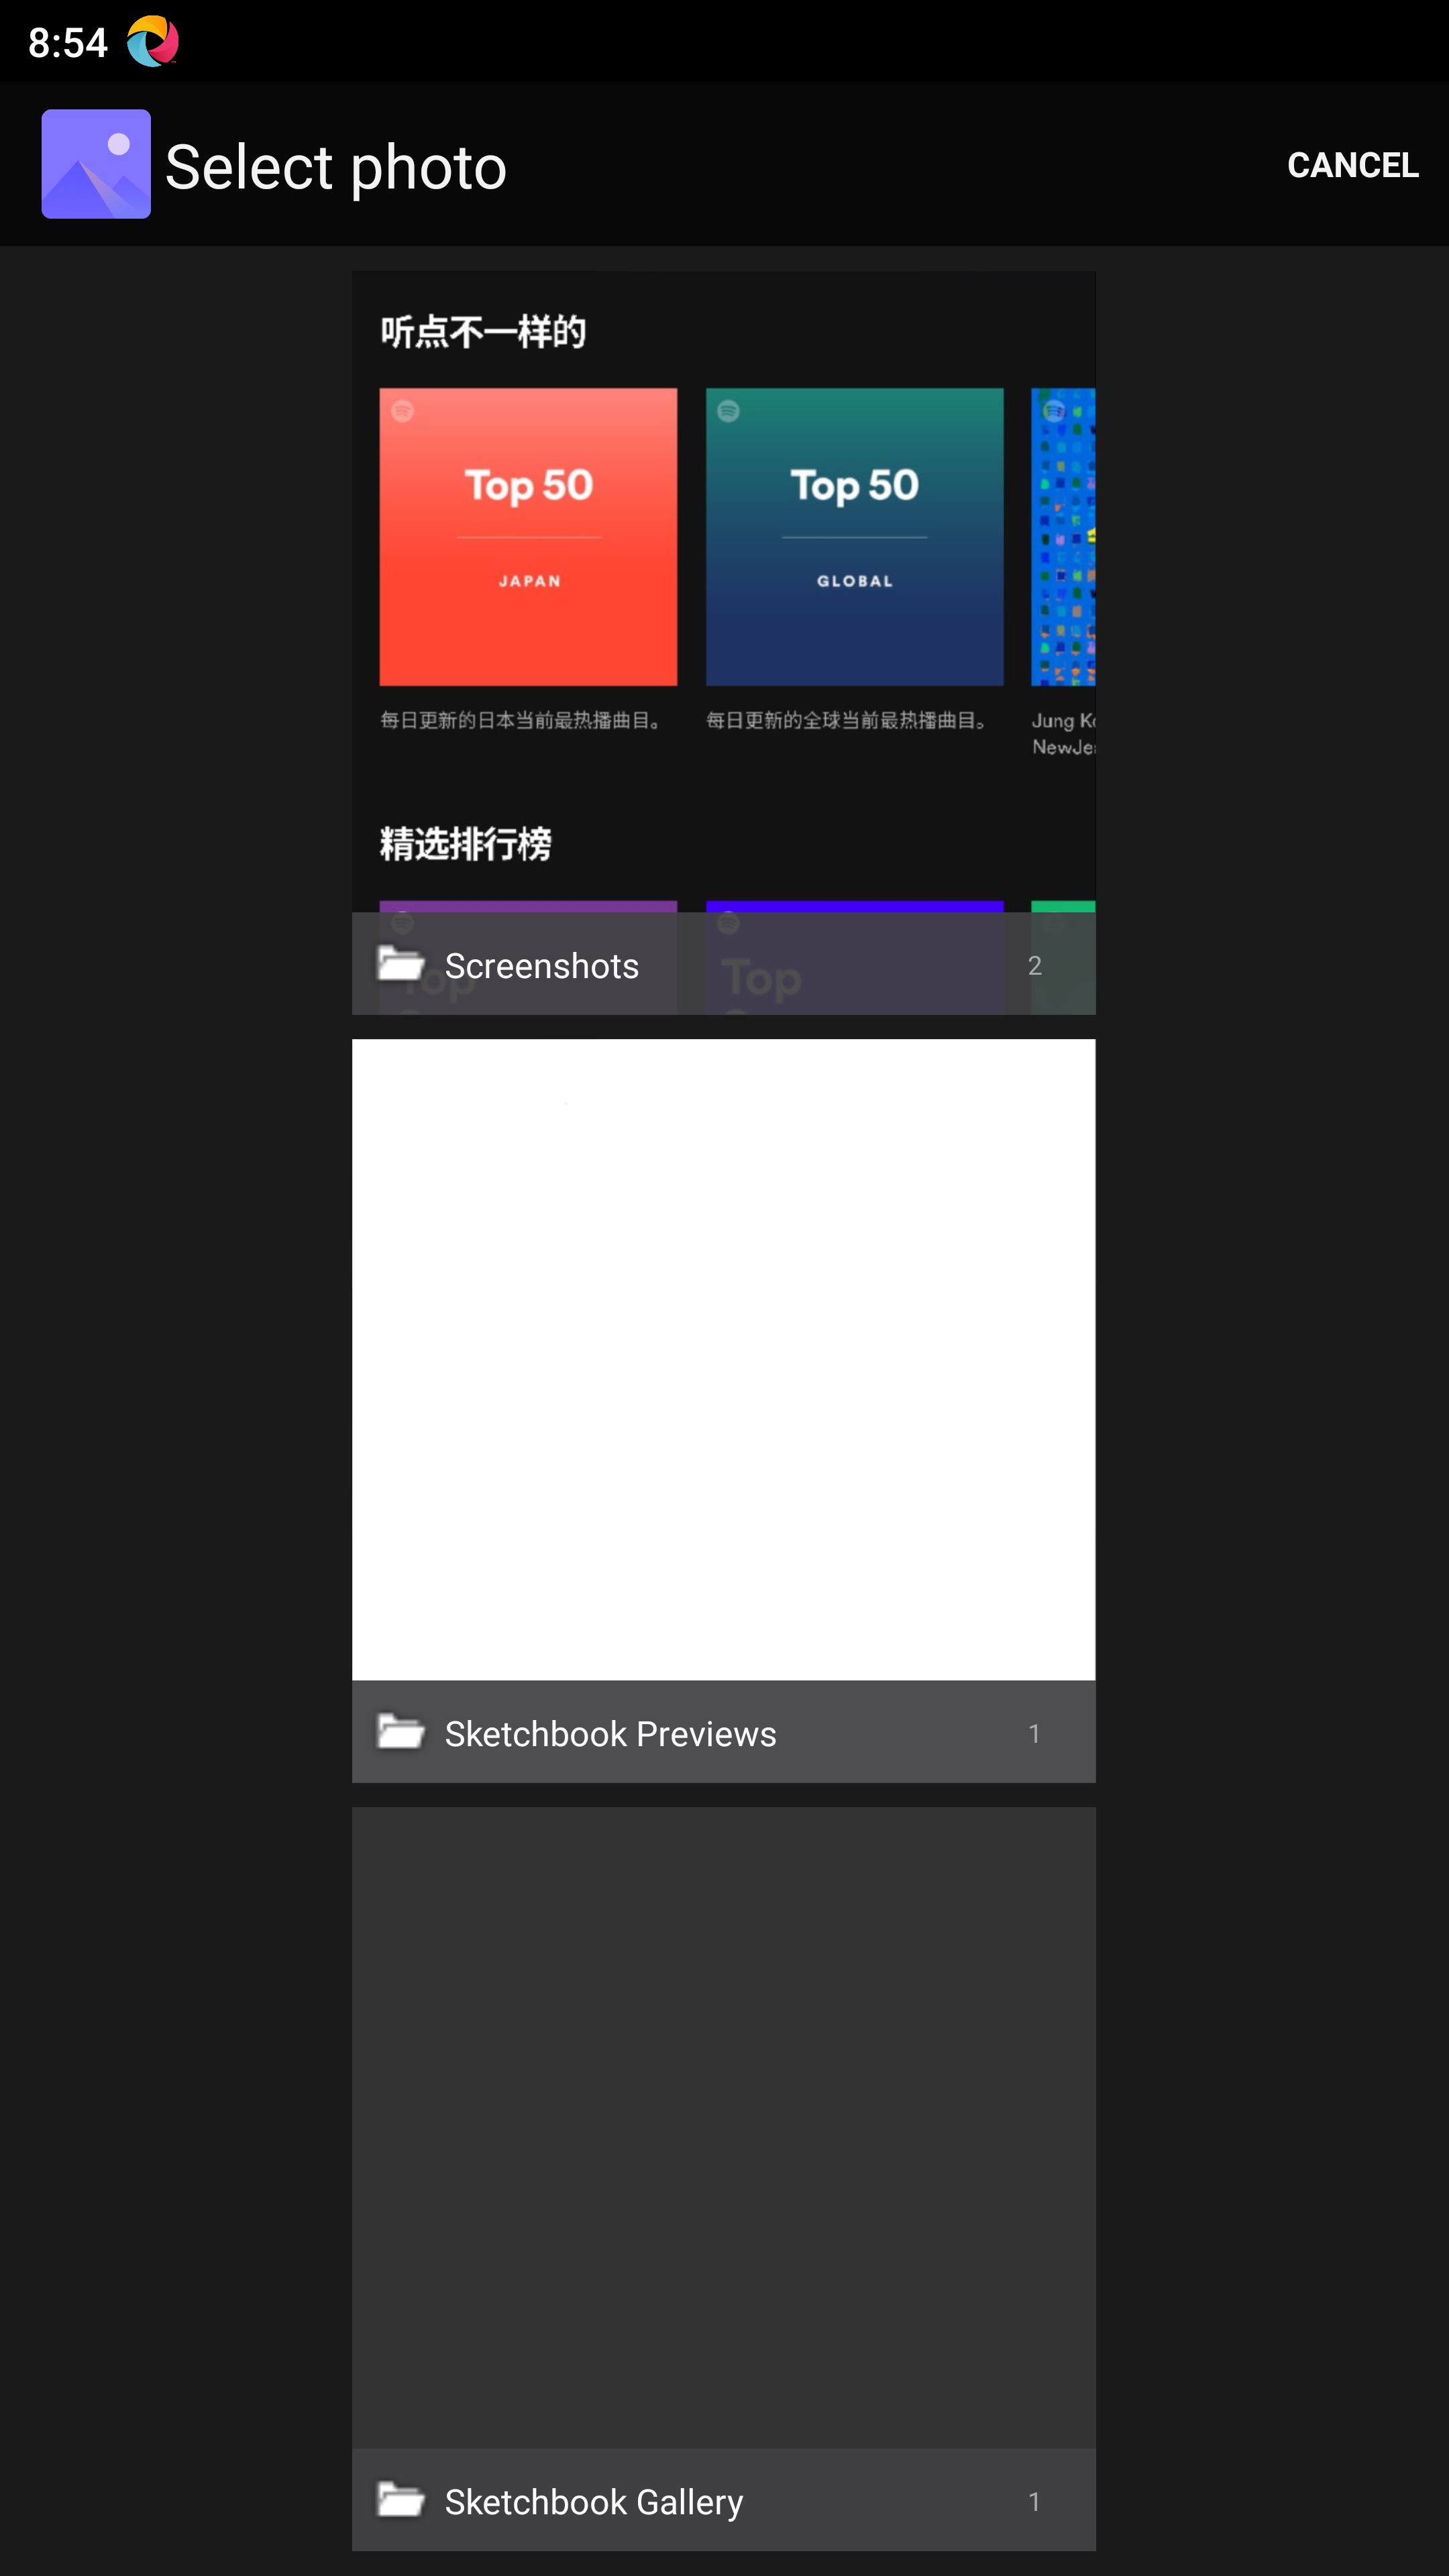 8:54
Select photo
CANCEL
听点不一样的
Top 50
JAPAN
Top 50
GLOBAL
每日更新的日本当前最热播曲目。
每日更新的全球当前最热播曲目。
Jung
精选排行榜
Top
Top
Screenshots
2
Sketchbook Previews
1
Sketchbook Gallery
1